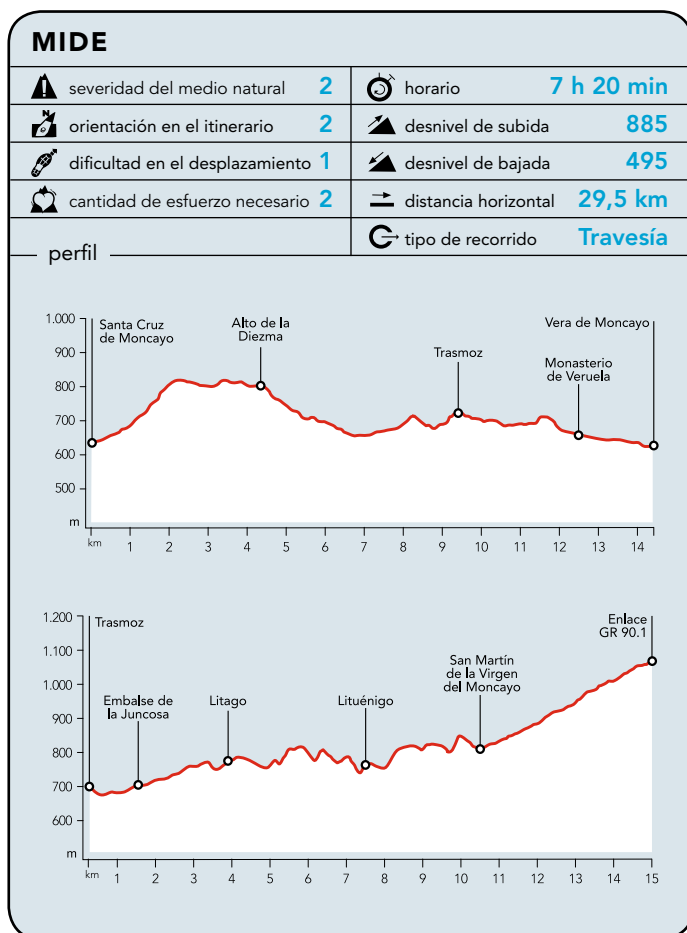 MIDE
severidad del medio natural 2
horario 7 h 20 min
N
orientación en el itinerario 2
desnivel de subida 885
dificultad en el desplazamiento 1
desnivel de bajada 495
cantidad de esfuerzo necesario 2
distancia horizontal 29,5 km
tipo de recorrido Travesía
perfil
1.000
900
800
700
600
500
m
Santa Cruz
de Moncayo
Alto de la
Diezma
Trasmoz
Monasterio
de Veruela
Vera de Moncayo
km 1 2 3 4 5 6 7 8 9 10 11 12 13 14
1.200
1.100
1.000
900
800
700
600
m
Trasmoz
Embalse de
la Juncosa
Litago
Lituénigo
San Martín
de la Virgen
del Moncayo
Enlace
GR 90.1
km 1 2 3 4 5 6 7 8 9 10 11 12 13 14 15